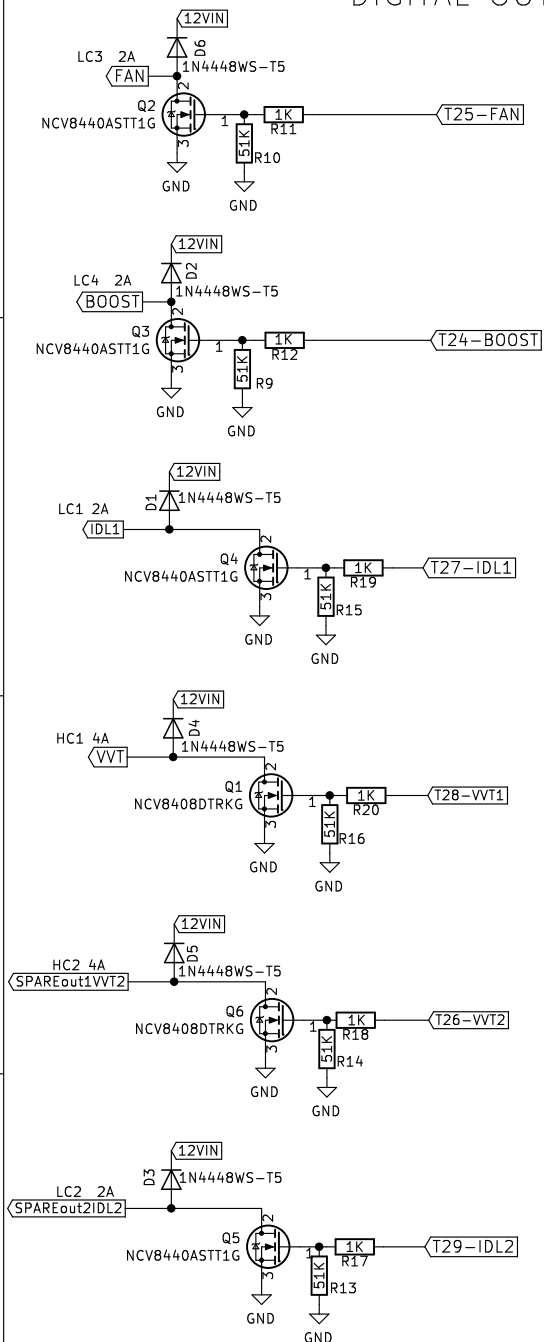 DIGITAL OUT
12VIN
D6
LC3 2A
1N4448WS-T5
FAN
2
Q2
NCV8440ASTT1G
1
1K
R11
T25-FAN
3
51K
R10
GND
GND
12VIN
D2
LC4 2A
1N4448WS-T5
BOOST
2
Q3
NCV8440ASTT1G
1
1K
R12
T24-BOOST
3
51K
R9
GND
GND
12VIN
D1
1N4448WS-T5
LC1 2A
IDL1
2
Q4
NCV8440ASTT1G
1
1K
R19
T27-IDL1
3
51K
R15
GND
GND
12VIN
D4
HC1 4A
1N4448WS-T5
VVT
2
Q1
NCV8408DTRKG
1
1K
R20
T28-VVT1
3
51K
R16
GND
GND
12VIN
D5
HC2 4A
1N4448WS-T5
SPAREout1VVT2
2
Q6
NCV8408DTRKG
1
1K
R18
T26-VVT2
3
51K
R14
GND
GND
12VIN
D3
1N4448WS-T5
LC2 2A
SPAREout2IDL2
2
Q5
NCV8440ASTT1G
1
1K
R17
T29-IDL2
3
51K
R13
GND
GND